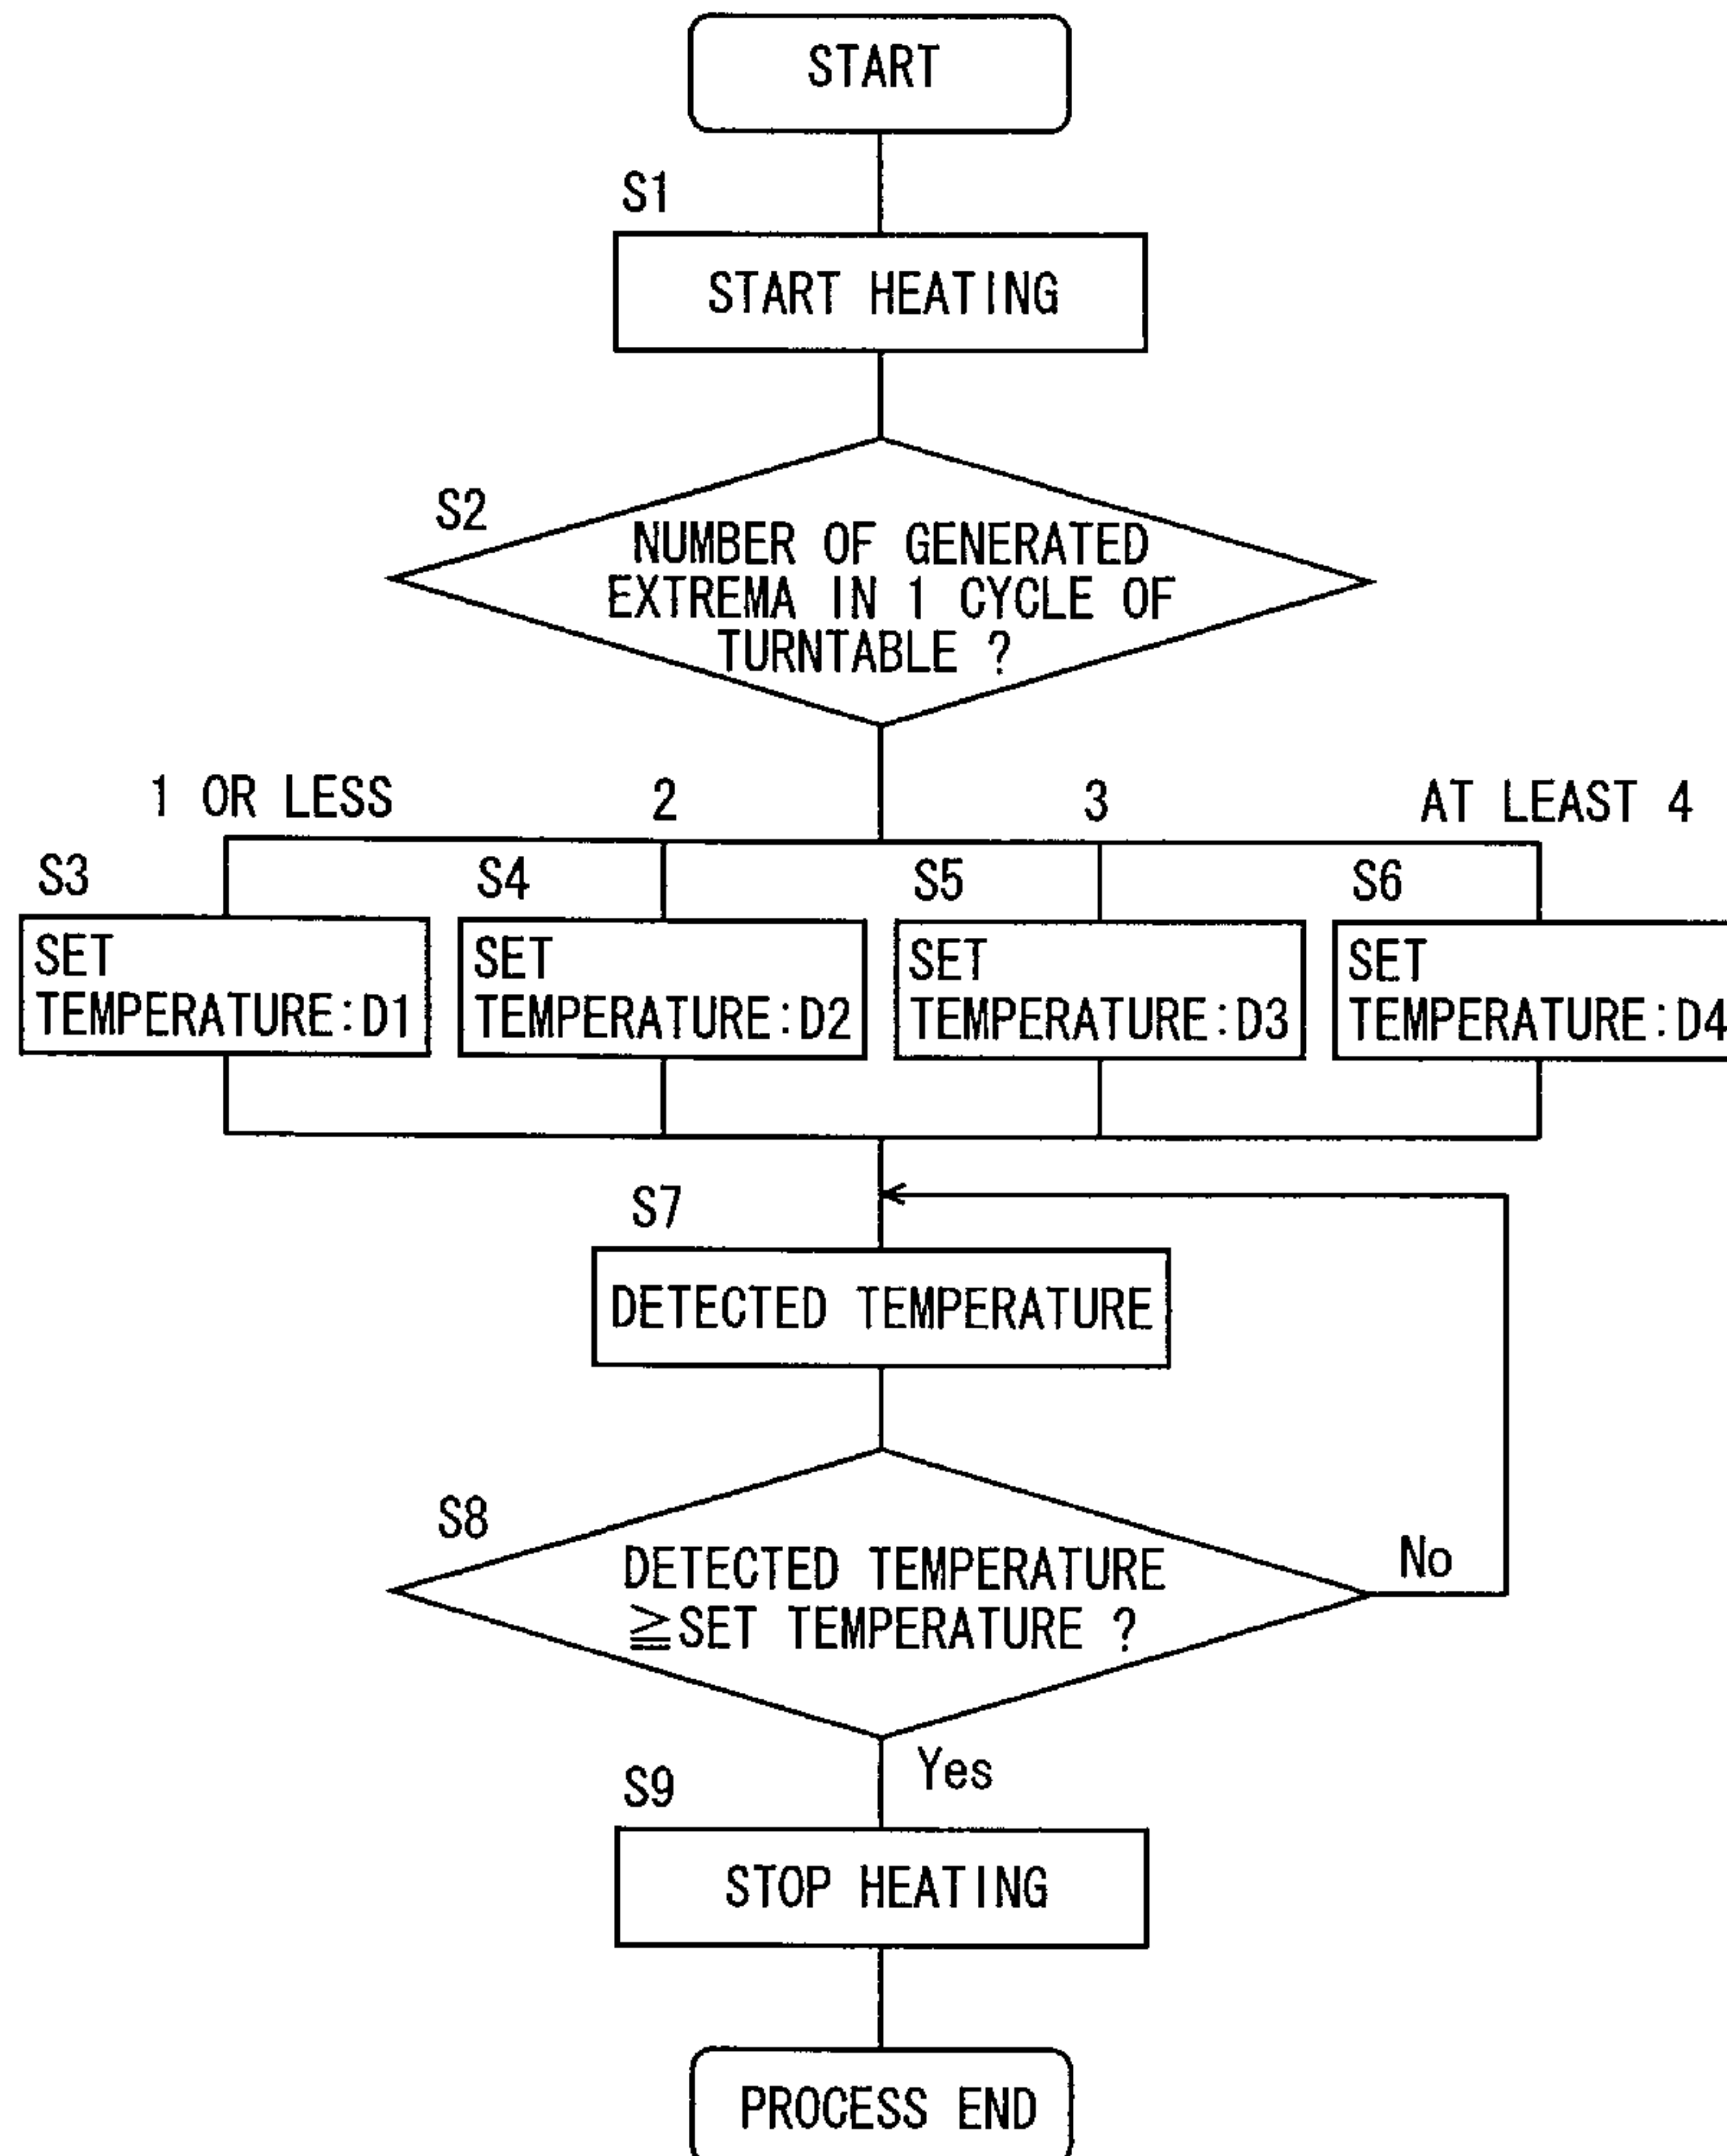 START
S1
START HEATING
S2
NUMBER OF GENERATED
EXTREMA IN 1 CYCLE OF
TURNTABLE ?
1 OR LESS
2
3
AT LEAST 4
S3
SET
TEMPERATURE:D1
S4
SET
TEMPERATURE:D2
S5
SET
TEMPERATURE:D3
S6
SET
TEMPERATURE:D4
S7
DETECTED TEMPERATURE
S8
DETECTED TEMPERATURE
≧SET TEMPERATURE ?
No
Yes
S9
STOP HEATING
PROCESS END